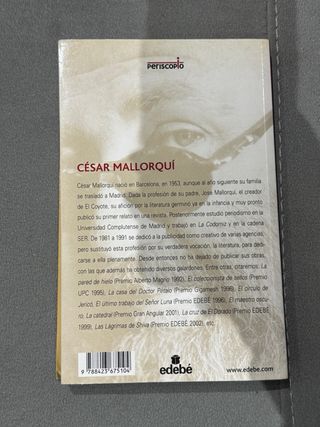 PERISCOPIO
CÉSAR MALLORQUÍ
César Mallorquí nació en Barcelona, en 1953, aunque al año siguiente su familia
se trasladó a Madrid. Dada la profesión de su padre, José Mallorquí, el creador
de El Coyote, su afición por la literatura germinó ya en la infancia y muy pronto
publicó su primer relato en una revista. Posteriormente estudió periodismo en la
Universidad Complutense de Madrid y trabajó en La Codorniz y en la cadena
SER. De 1981 a 1991 se dedicó a la publicidad como creativo de varias agencias,
pero sustituyó esta profesión por su verdadera vocación, la literatura, para dedi-
carse a ella plenamente. Desde entonces no ha dejado de publicar sus obras,
con las que además ha obtenido diversos galardones. Entre otras, citaremos: La
pared de hielo (Premio Alberto Magno 1992), El coleccionista de sellos (Premio
UPC 1995), La casa del Doctor Pétalo (Premio Gigamesh 1996), El círculo de
Jericó, El último trabajo del Señor Luna (Premio EDEBÉ 1996), El maestro oscu-
ro, La catedral (Premio Gran Angular 2001), La cruz de El Dorado (Premio EDEBÉ
1999), Las Lágrimas de Shiva (Premio EDEBÉ 2002), etc.
9 788423 675104
edebé
www.edebe.com